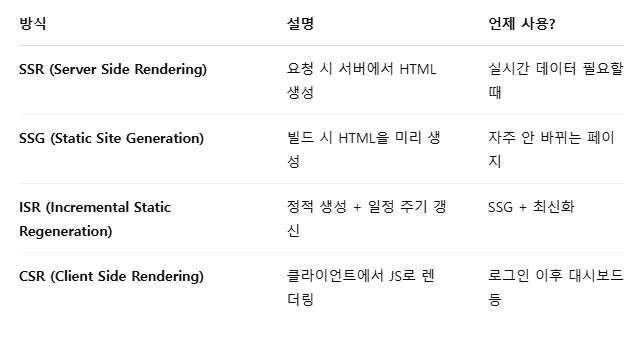 방식 설명 언제 사용?
SSR (Server Side Rendering) 요청 시 서버에서 HTML 실시간 데이터 필요할
생성 때
SSG (Static Site Generation) 빌드 시 HTML을 미리 생 자주 안 바뀌는 페이
성 지
ISR (Incremental Static 정적 생성 + 일정 주기 갱 SSG + 최신화
Regeneration) 신
CSR (Client Side Rendering) 클라이언트에서 JS로 렌 로그인 이후 대시보드
더링 등